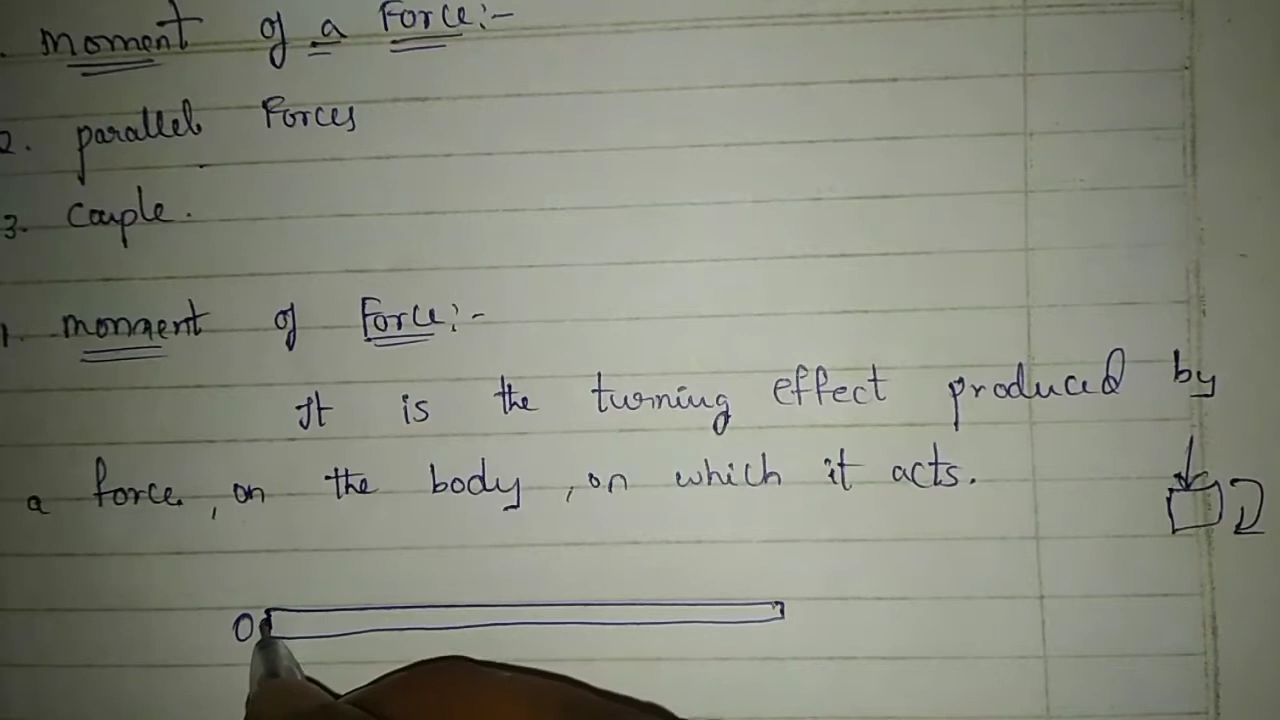 . Moment of a Force:-
2. parallel Forces
3. Couple.
1. moment of Force:-
It is the turning effect produced by
a force, on the body, on which it acts.
O